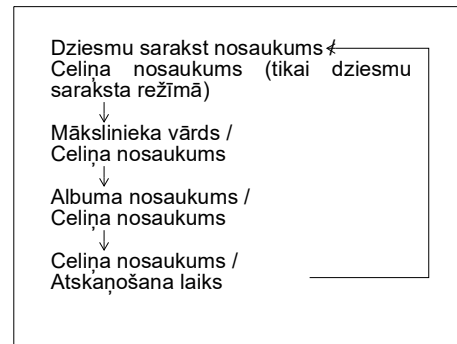 Dziesmu sarakst nosaukums /
Celiņa nosaukums (tikai dziesmu
saraksta režīmā)
Mākslinieka vārds /
Celiņa nosaukums
Albuma nosaukums /
Celiņa nosaukums
Celiņa nosaukums /
Atskaņošana laiks